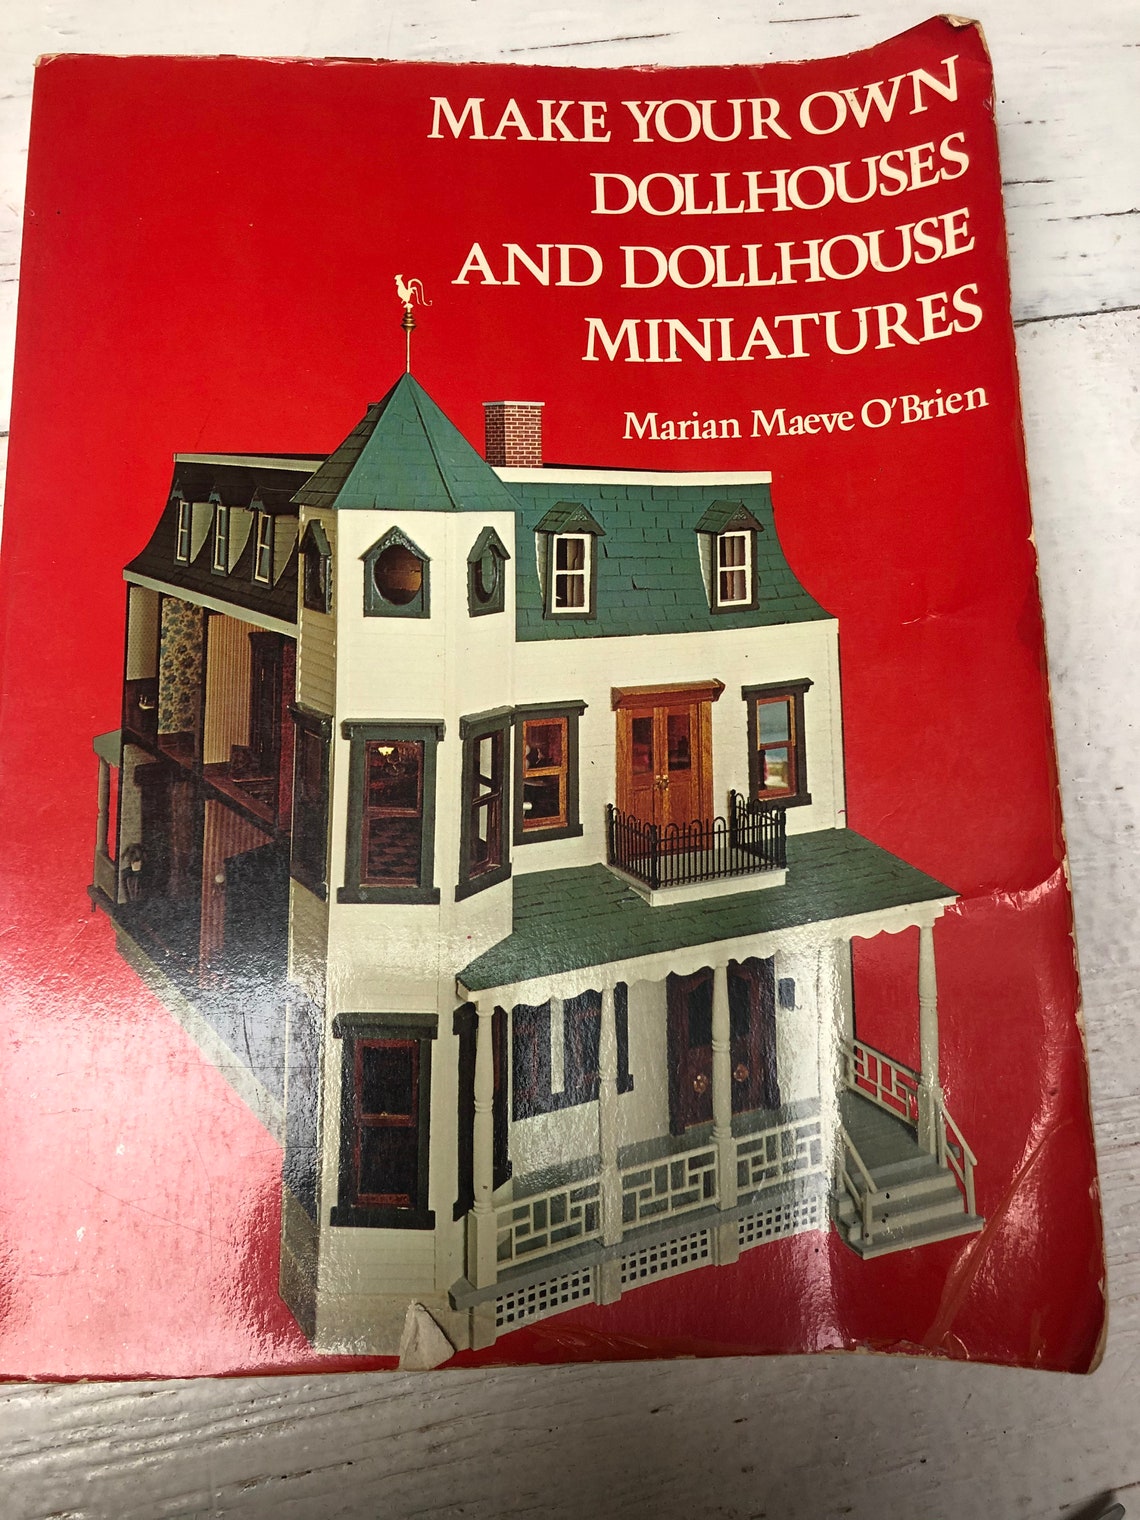 MAKE YOUR OWN
DOLLHOUSES
AND DOLLHOUSE
MINIATURES
Marian Maeve O'Brien